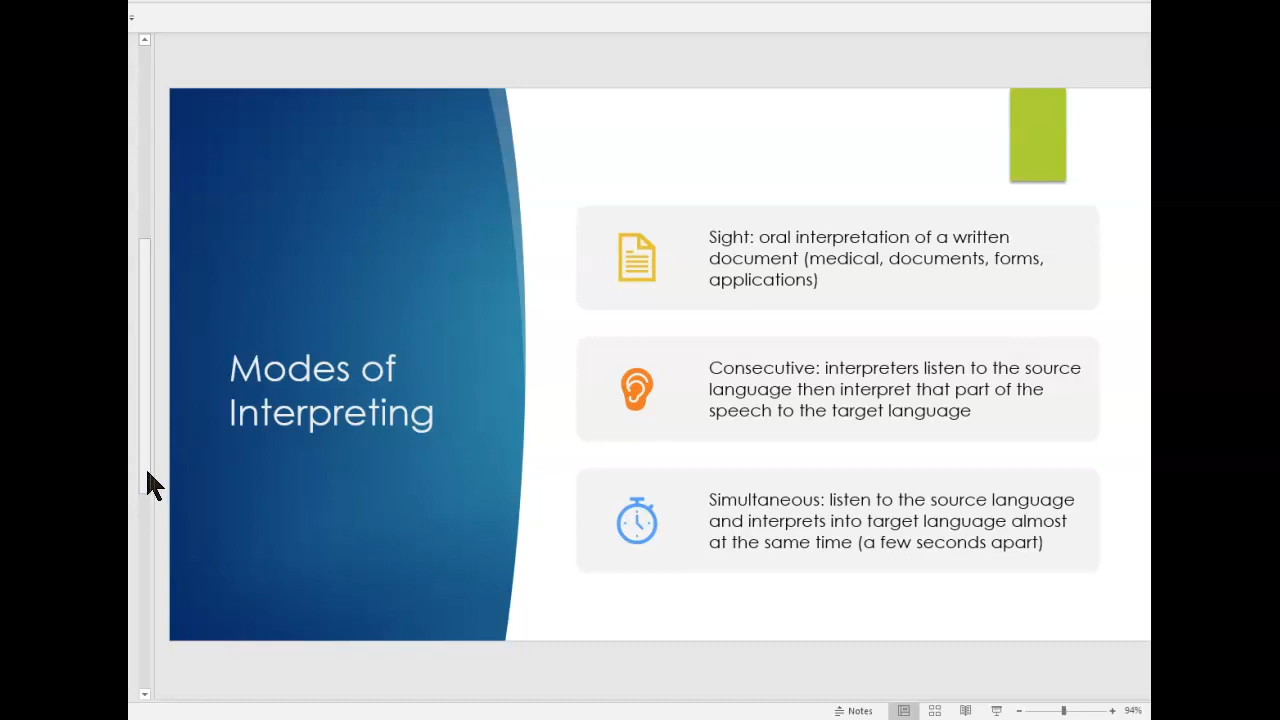 Modes of
Interpreting
Sight: oral interpretation of a written
document (medical, documents, forms,
applications)
Consecutive: interpreters listen to the source
language then interpret that part of the
speech to the target language
Simultaneous: listen to the source language
and interprets into target language almost
at the same time (a few seconds apart)
Notes
94%